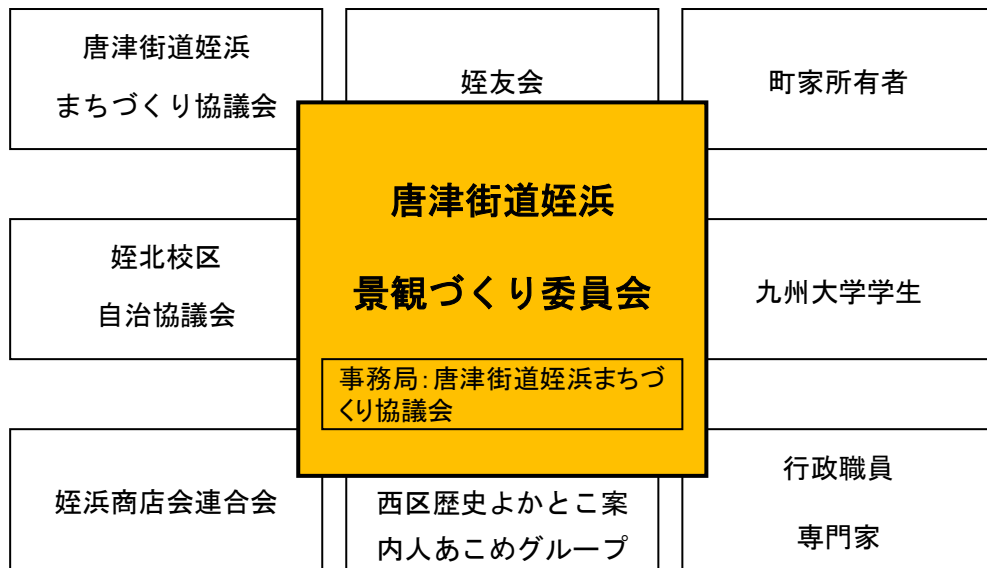 唐津街道姪浜
まちづくり協議会
姪友会
町家所有者
唐津街道姪浜
景観づくり委員会
事務局:唐津街道姪浜まちづ
くり協議会
姪北校区
自治協議会
九州大学学生
姪浜商店会連合会
西区歴史よかとこ案
内人あこめグループ
行政職員
専門家